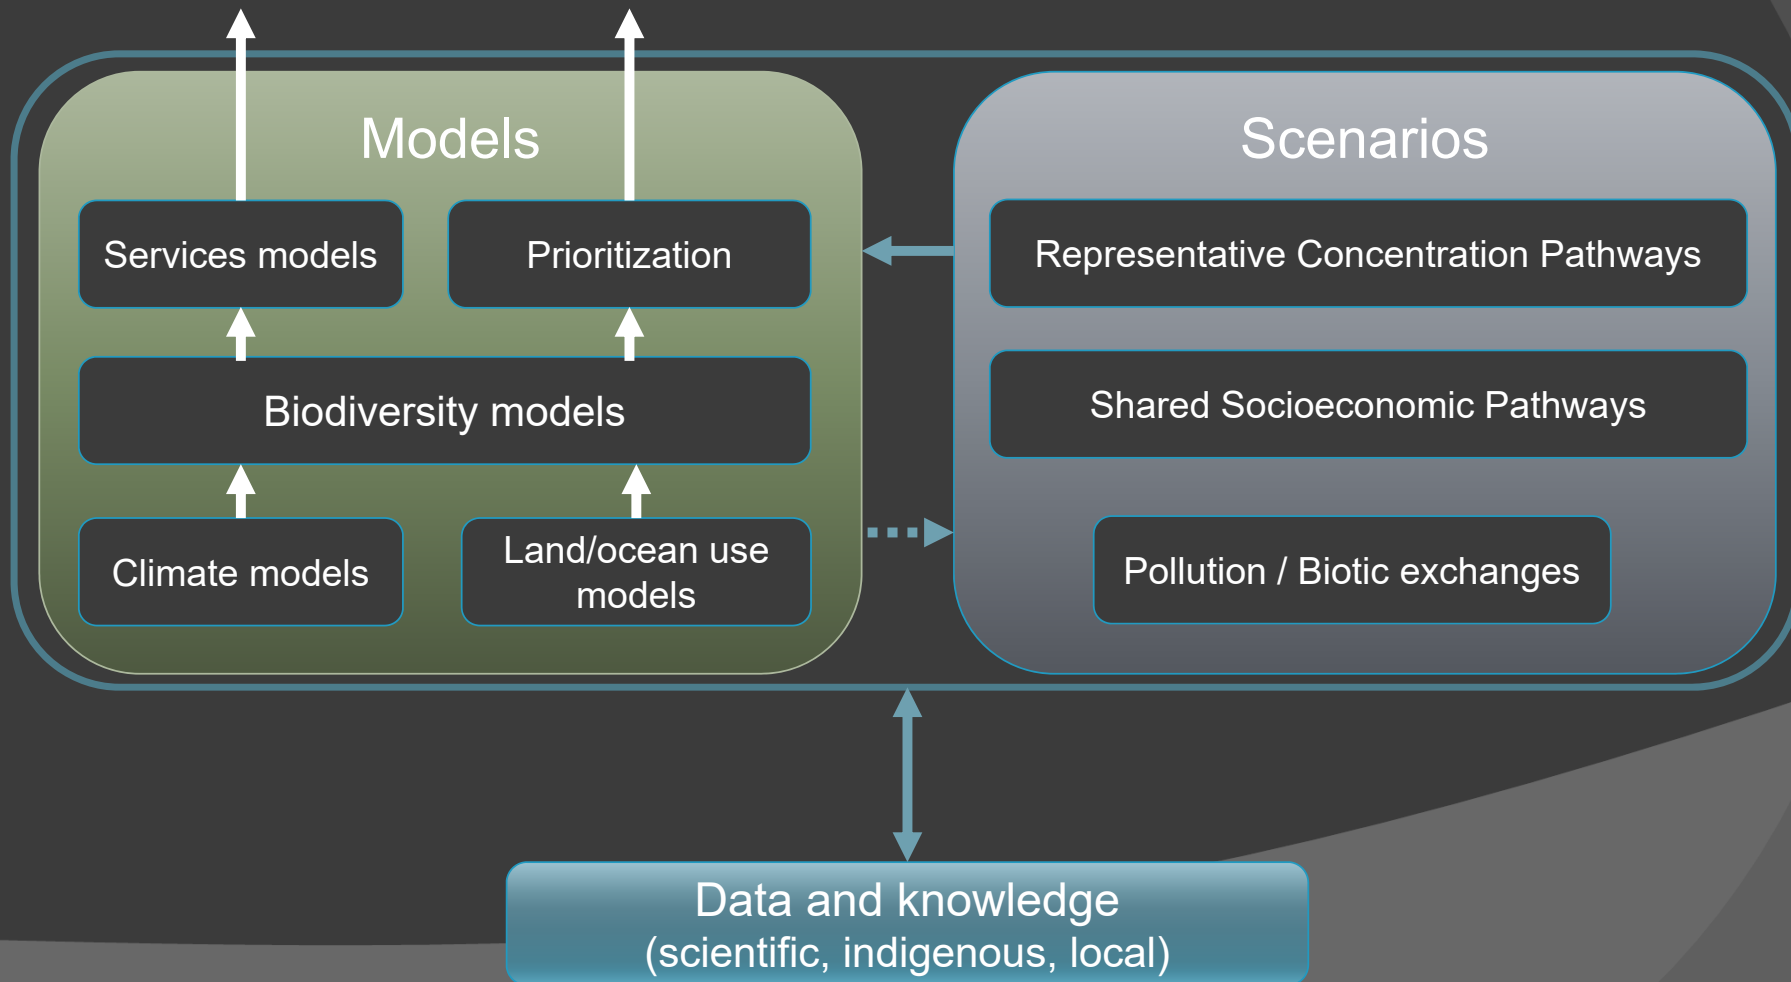 Models
Services models
Prioritization
Biodiversity models
Climate models
Land/ocean use
models
Scenarios
Representative Concentration Pathways
Shared Socioeconomic Pathways
Pollution / Biotic exchanges
Data and knowledge
(scientific, indigenous, local)